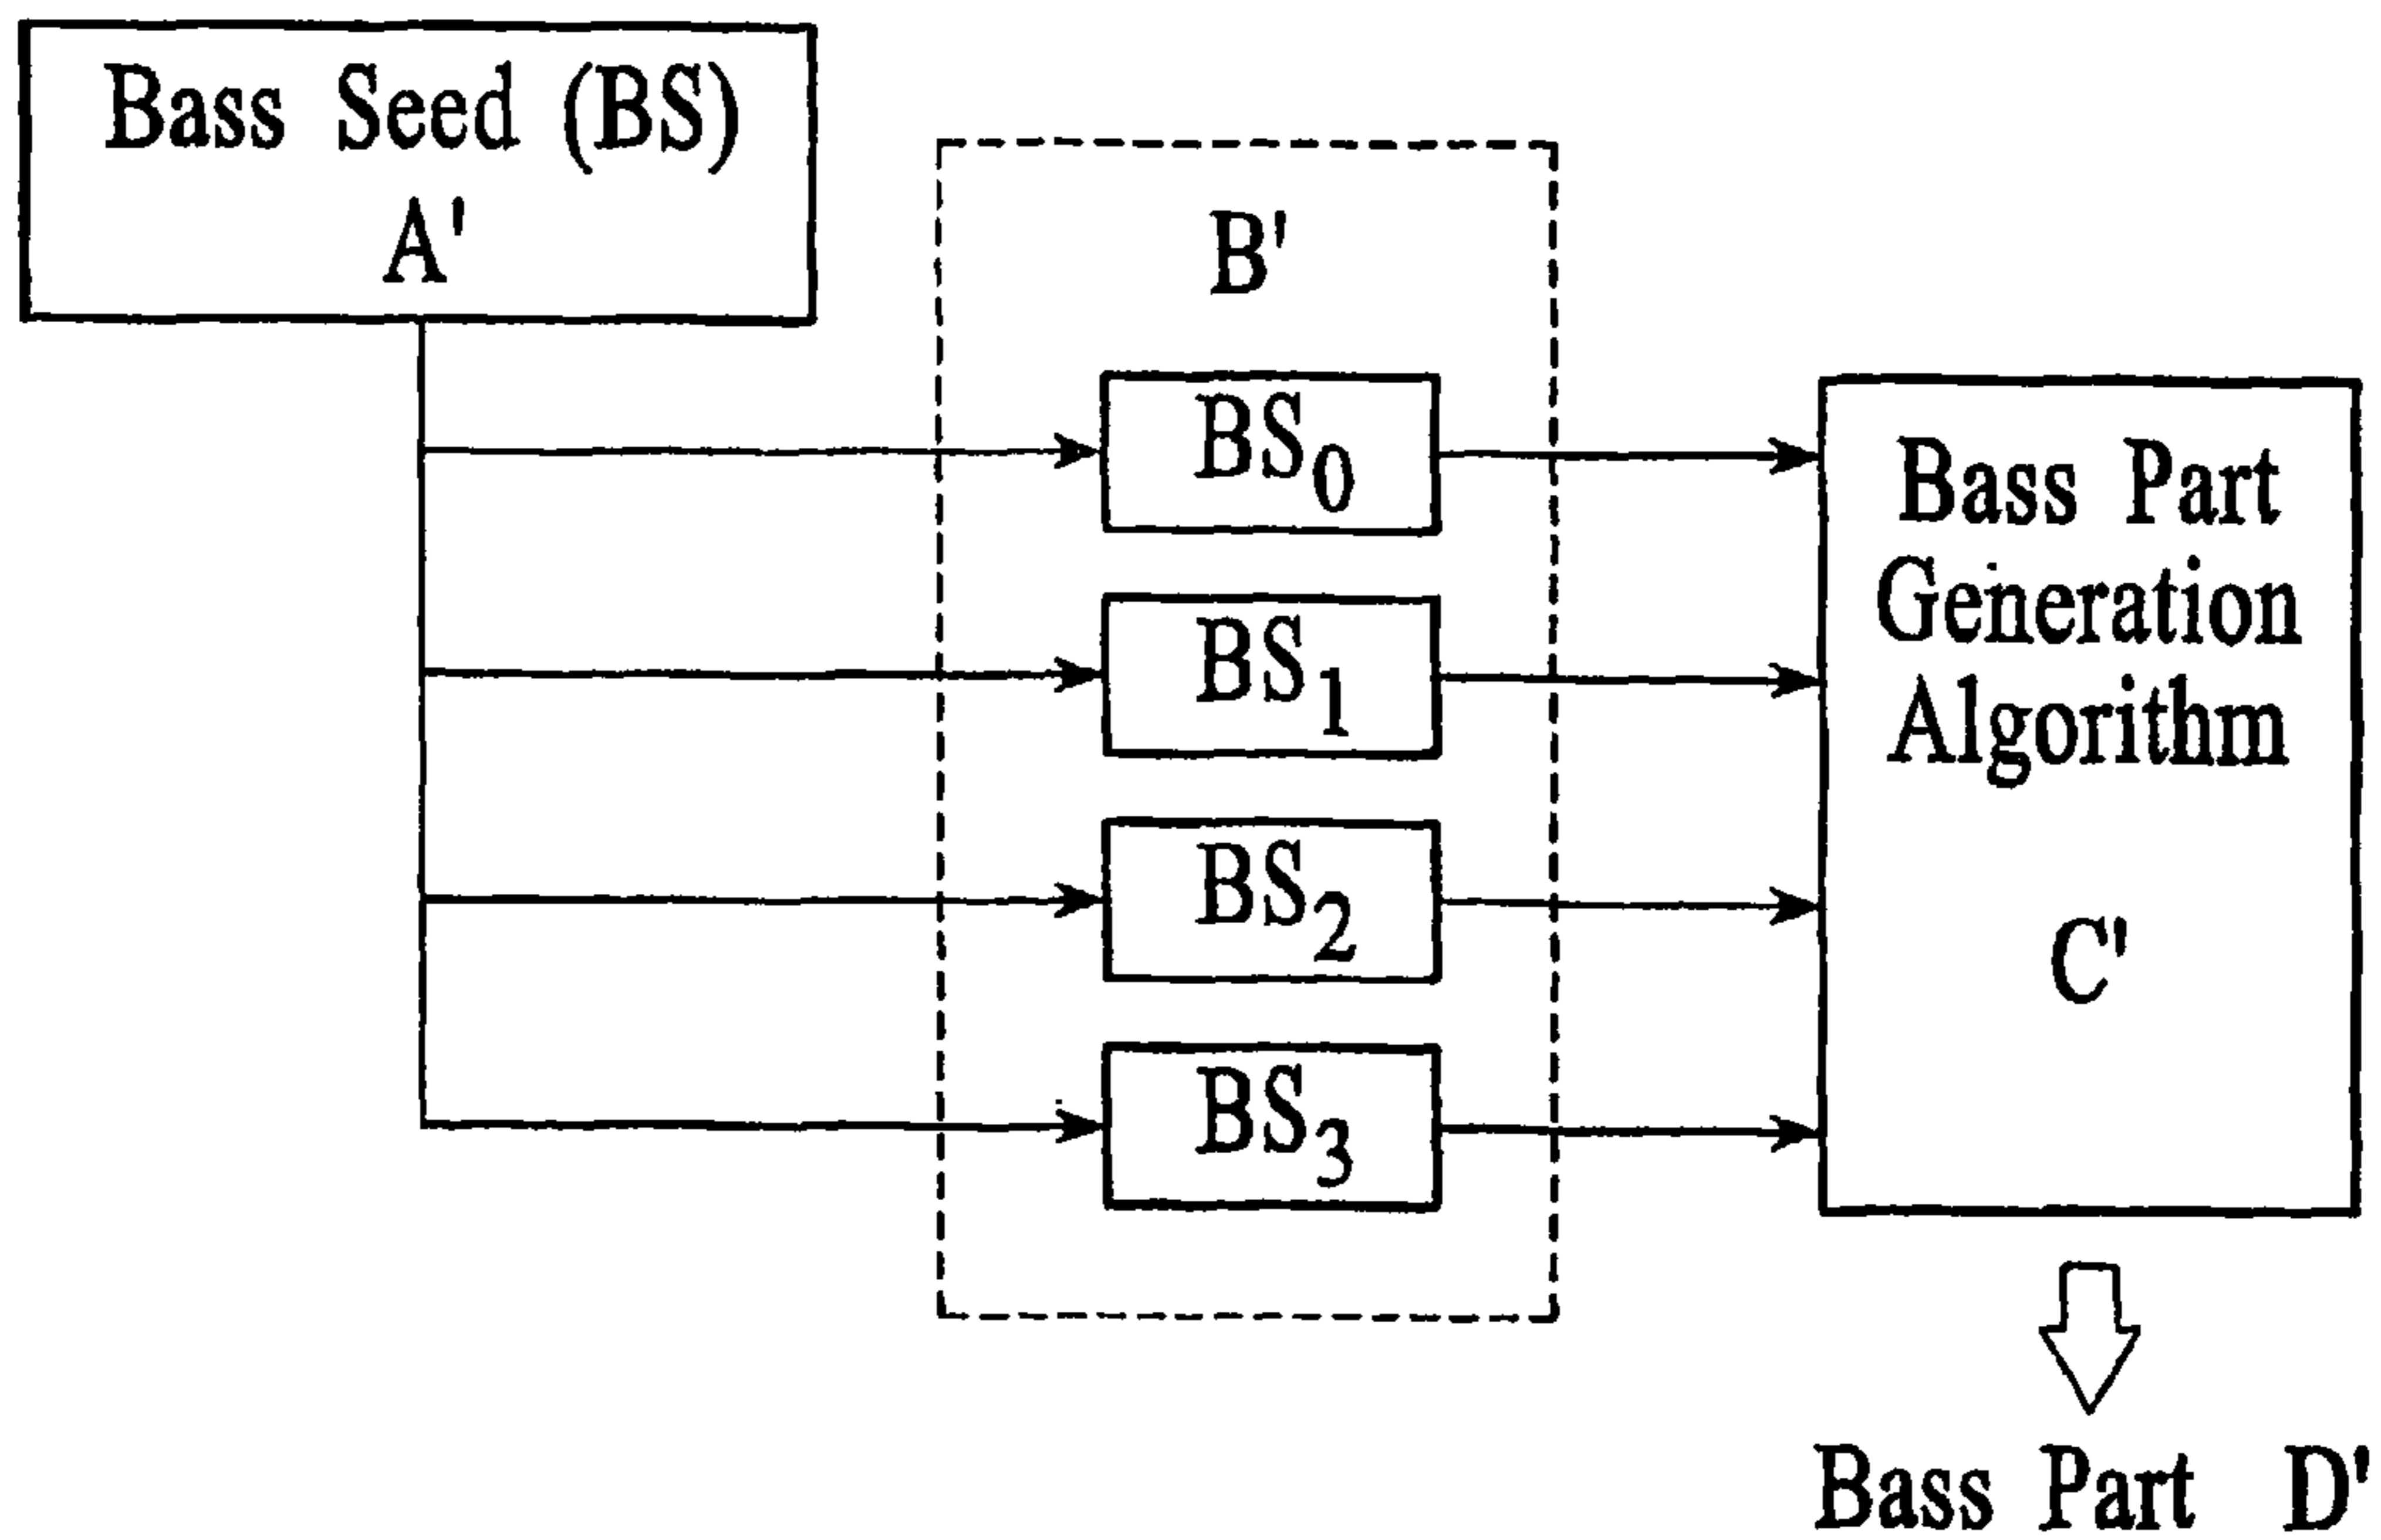 Bass Seed (BS)
A'
B'
BS0
BS1
BS2
BS3
Bass Part
Generation
Algorithm
C'
Bass Part D'